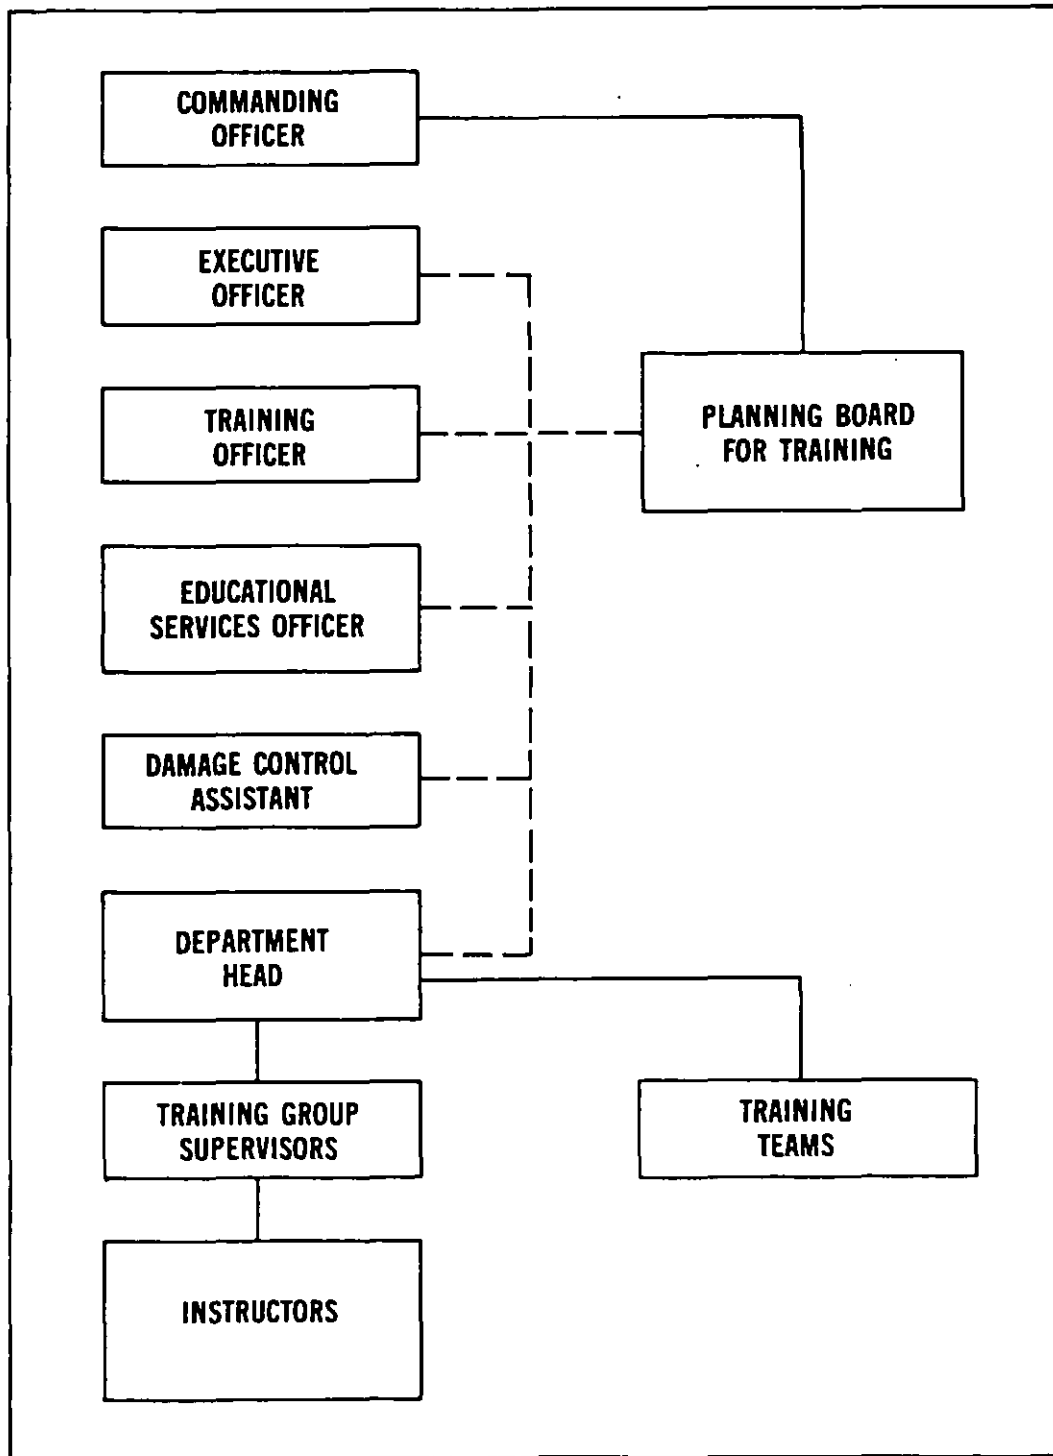 COMMANDING
OFFICER
EXECUTIVE
OFFICER
TRAINING
OFFICER
PLANNING BOARD
FOR TRAINING
EDUCATIONAL
SERVICES OFFICER
DAMAGE CONTROL
ASSISTANT
DEPARTMENT
HEAD
TRAINING GROUP
SUPERVISORS
TRAINING
TEAMS
INSTRUCTORS